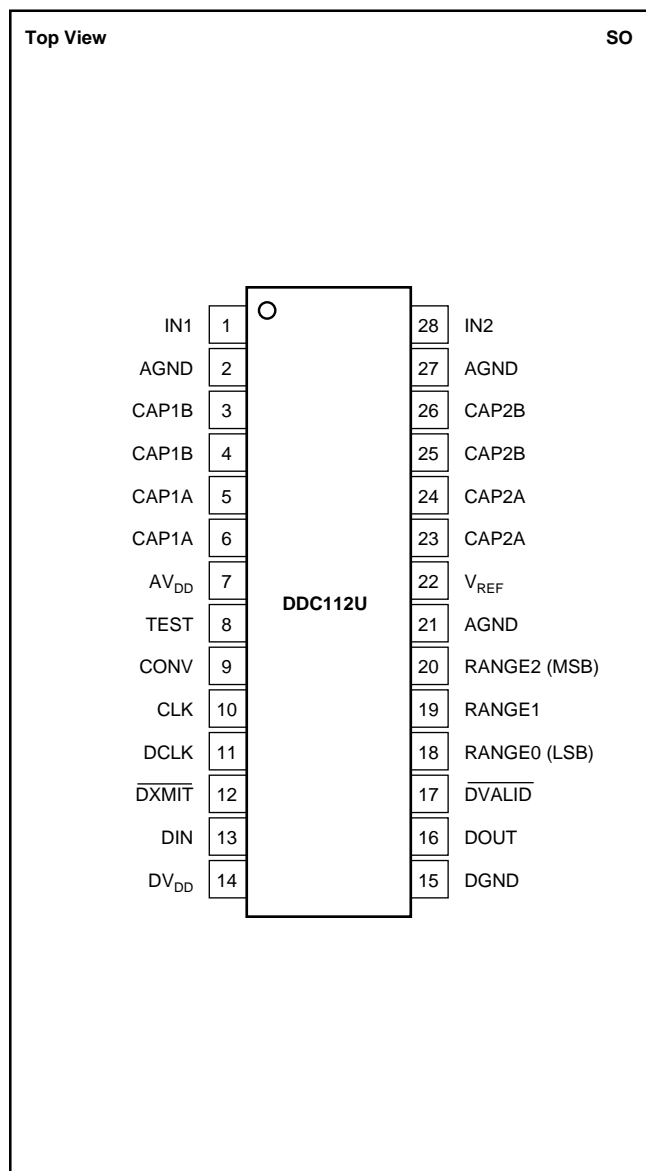 Top View SO
IN1 1 28 IN2
AGND 2 27 AGND
CAP1B 3 26 CAP2B
CAP1B 4 25 CAP2B
CAP1A 5 24 CAP2A
CAP1A 6 23 CAP2A
AVDD 7 22 VREF
DDC112U
TEST 8 21 AGND
CONV 9 20 RANGE2 (MSB)
CLK 10 19 RANGE1
DCLK 11 18 RANGE0 (LSB)
D̅X̅M̅I̅T̅ 12 17 D̅V̅A̅L̅I̅D̅
DIN 13 16 DOUT
DVDD 14 15 DGND